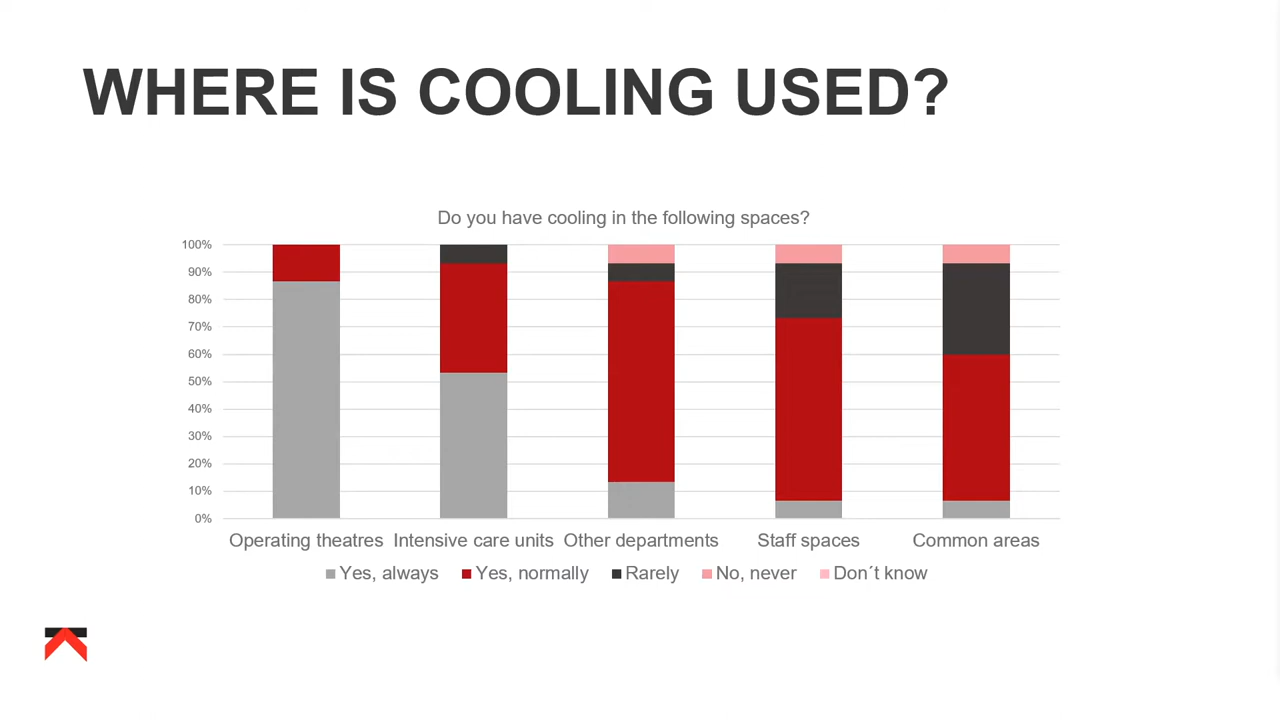 WHERE IS COOLING USED?
Do you have cooling in the following spaces?
100%
90%
80%
70%
60%
50%
40%
30%
20%
10%
0%
Operating theatres Intensive care units Other departments Staff spaces Common areas
Yes, always Yes, normally Rarely No, never Don´t know